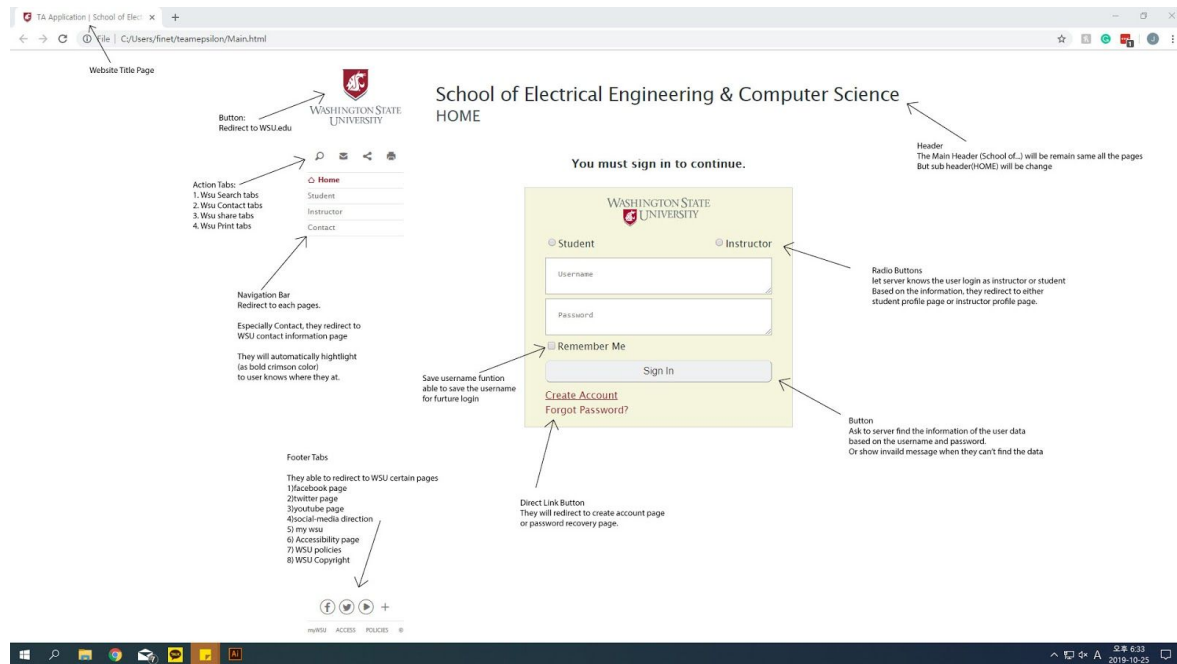 TA Application | School of Elect
File | C:/Users/finet/teamepsilon/Main.html
Website Title Page
WASHINGTON STATE
UNIVERSITY
Button:
Redirect to WSU.edu
School of Electrical Engineering & Computer Science
HOME
Header
The Main Header (School of...) will be remain same all the pages
But sub header(HOME) will be change
Action Tabs:
1. Wsu Search tabs
2. Wsu Contact tabs
3. Wsu share tabs
4. Wsu Print tabs
Home
Student
Instructor
Contact
Navigation Bar
Redirect to each pages.
Especially Contact, they redirect to
WSU contact information page
They will automatically hightlight
(as bold crimson color)
to user knows where they at.
You must sign in to continue.
WASHINGTON STATE
UNIVERSITY
Student
Instructor
Username
Password
Remember Me
Sign In
Create Account
Forgot Password?
Radio Buttons
let server knows the user login as instructor or student
Based on the information, they redirect to either
student profile page or instructor profile page.
Save username funtion
able to save the username
for furture login
Button
Ask to server find the information of the user data
based on the username and password.
Or show invaild message when they can't find the data
Direct Link Button
They will redirect to create account page
or password recovery page.
Footer Tabs
They able to redirect to WSU certain pages
1)facebook page
2)twitter page
3)youtube page
4)social-media direction
5) my wsu
6) Accessibility page
7) WSU policies
8) WSU Copyright
myWSU ACCESS POLICIES ©
Ai
A
오후 6:33
2019-10-25